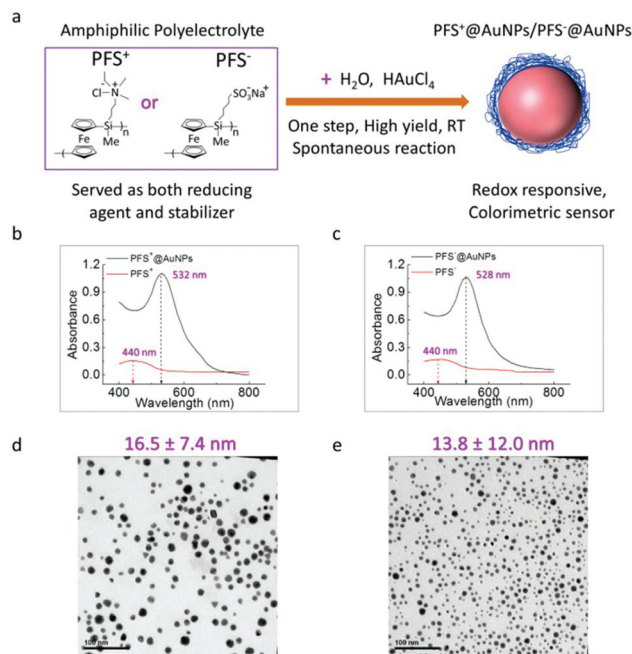 a
Amphiphilic Polyelectrolyte
PFS⁺@AuNPs/PFS⁻@AuNPs
PFS⁺
PFS⁻
or
Cl⁻
N⁺
SO₃⁻Na⁺
Si
n
Fe
Me
Si
n
Fe
Me
+ H₂O, HAuCl₄
One step, High yield, RT
Spontaneous reaction
Served as both reducing
agent and stabilizer
Redox responsive,
Colorimetric sensor
b
PFS⁺@AuNPs
PFS⁺
532 nm
440 nm
Absorbance
1.2
0.9
0.6
0.3
0.0
400 500 600 700 800
Wavelength (nm)
c
PFS⁻@AuNPs
PFS⁻
528 nm
440 nm
Absorbance
1.2
0.9
0.6
0.3
0.0
400 500 600 700 800
Wavelength (nm)
d
16.5 ± 7.4 nm
100 nm
e
13.8 ± 12.0 nm
100 nm